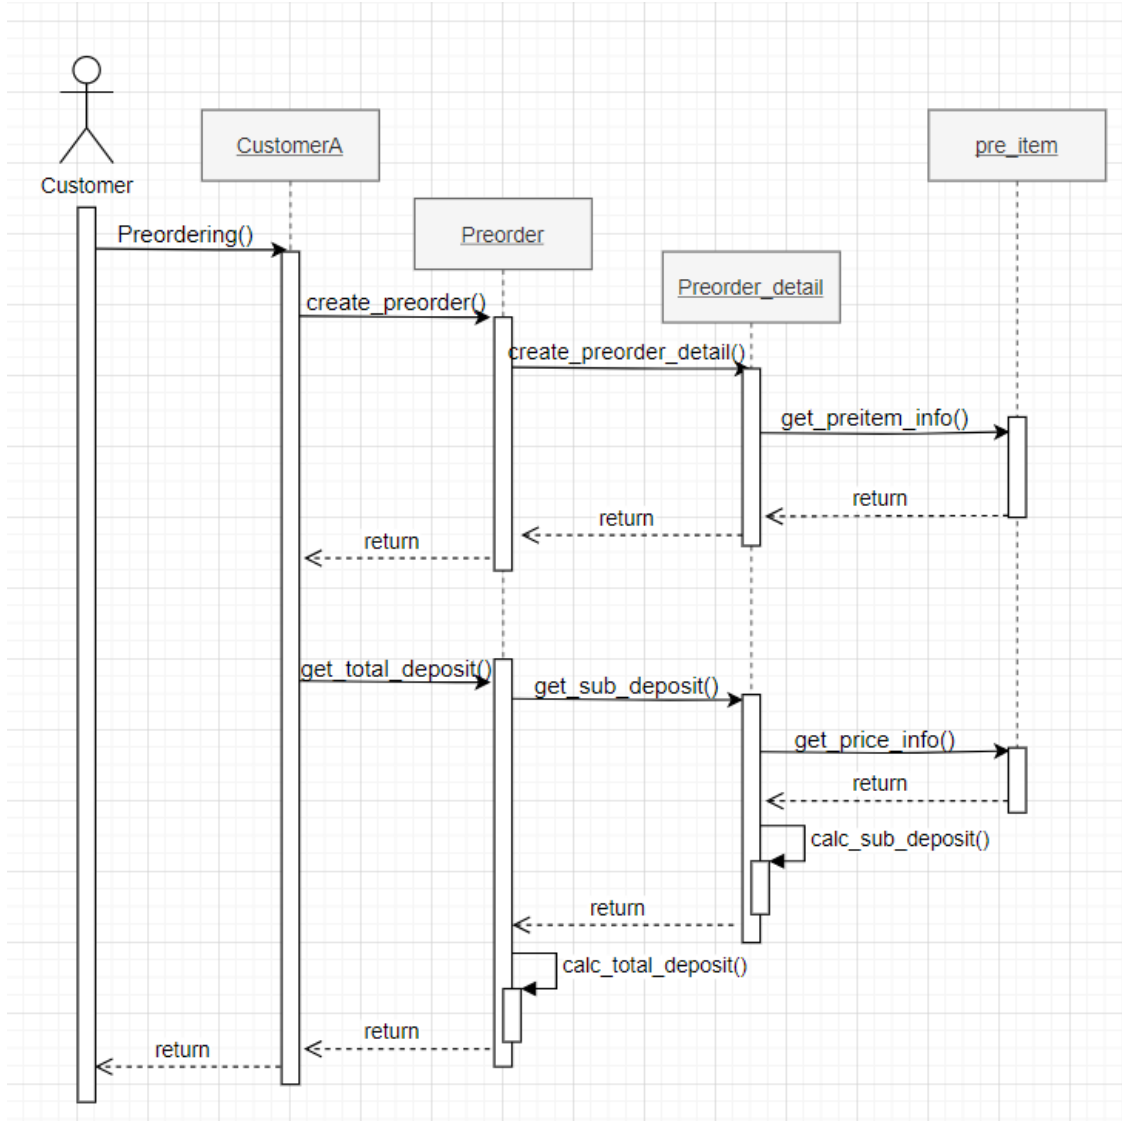 CustomerA
pre_item
Customer
Preorder
Preordering()
Preorder_detail
create_preorder()
create_preorder_detail()
get_preitem_info()
return
return
return
get_total_deposit()
get_sub_deposit()
get_price_info()
return
calc_sub_deposit()
return
calc_total_deposit()
return
return